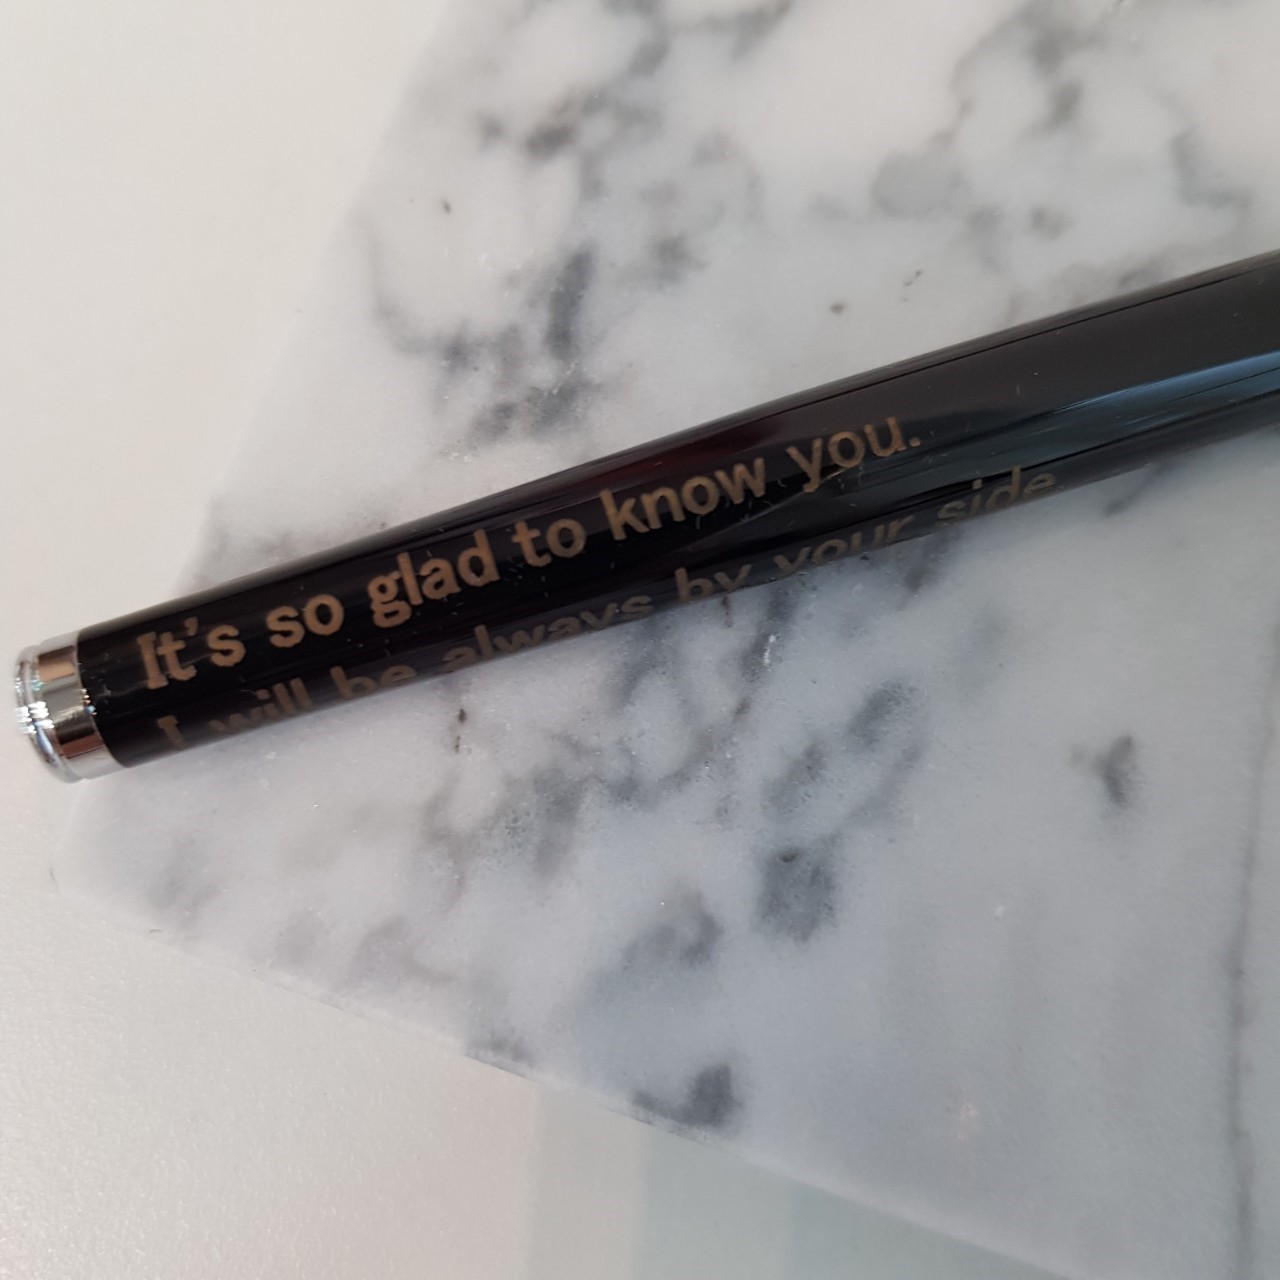 It's so glad to know you.
I will be always by your side